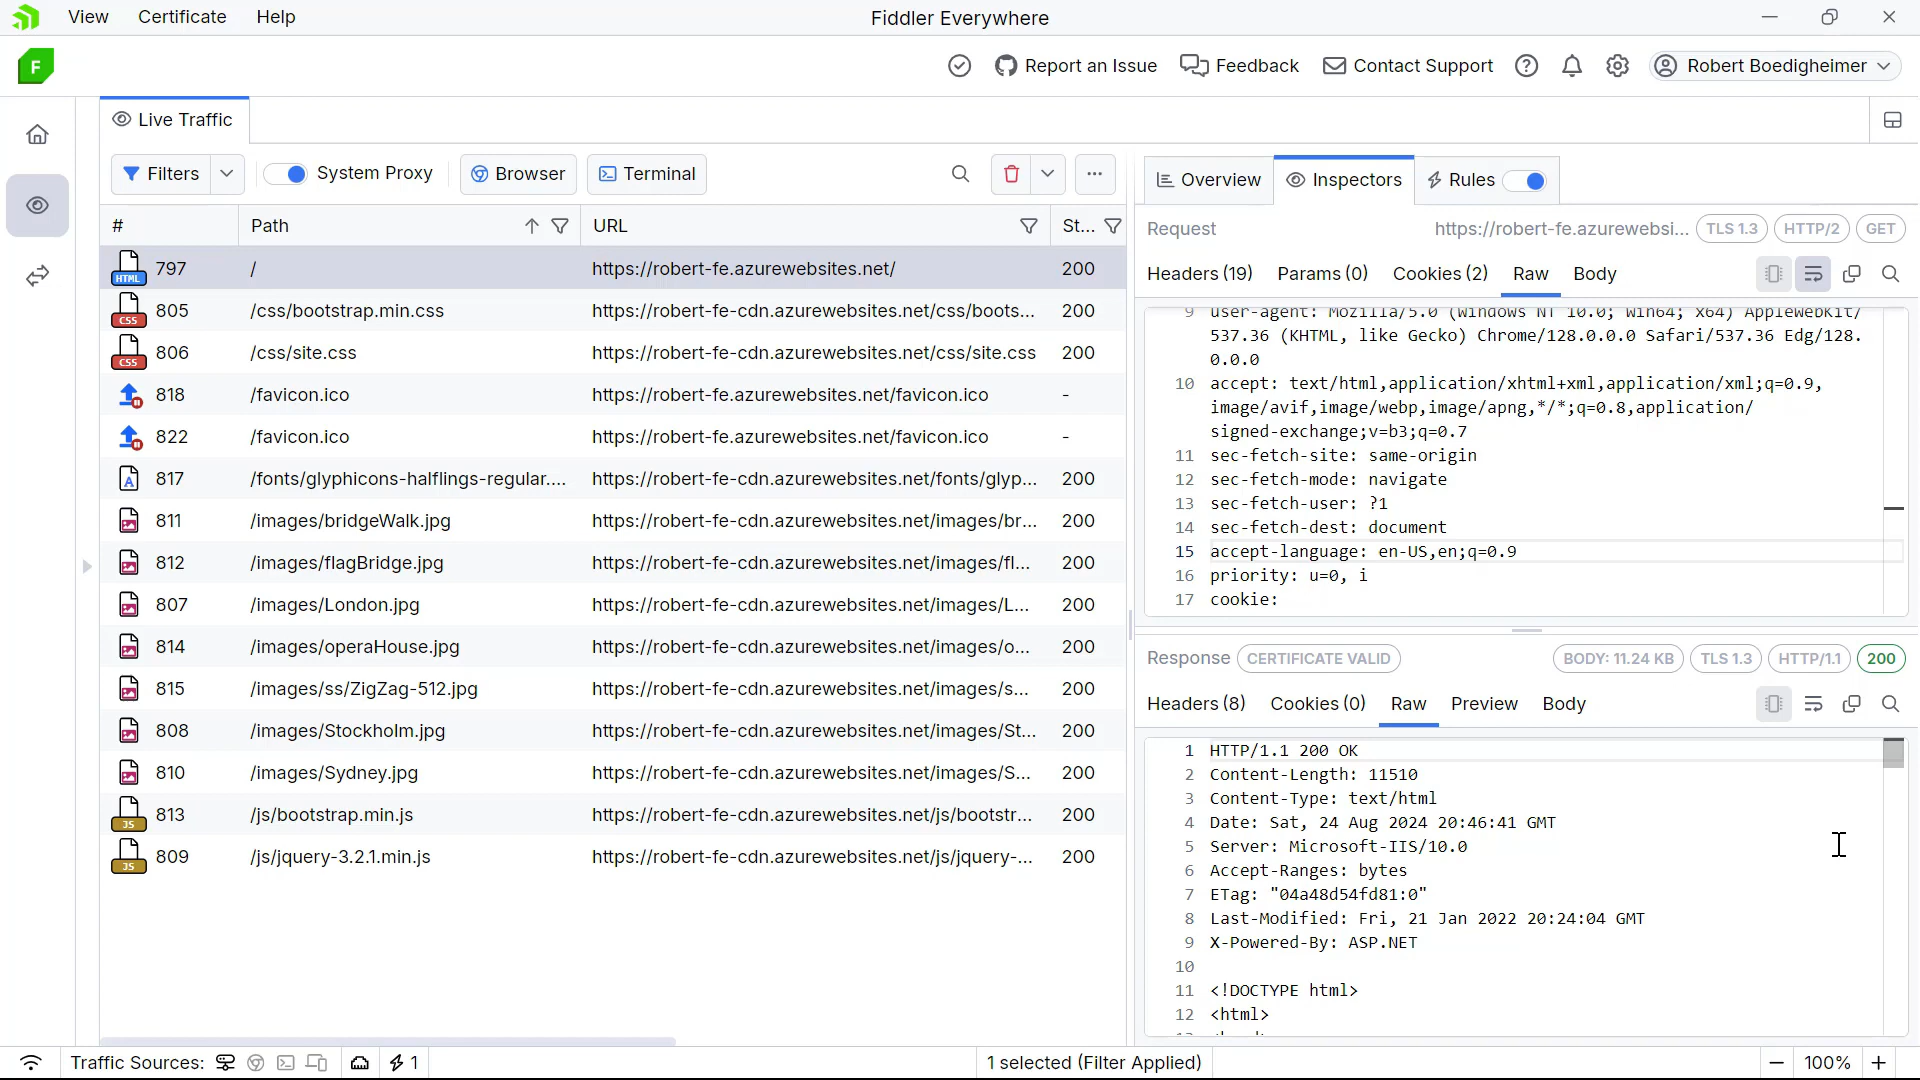 View Certificate Help
Fiddler Everywhere
F
Report an Issue Feedback Contact Support Robert Boedigheimer
Live Traffic
Filters System Proxy Browser Terminal
# Path URL St...
HTML 797 / https://robert-fe.azurewebsites.net/ 200
CSS 805 /css/bootstrap.min.css https://robert-fe-cdn.azurewebsites.net/css/boots... 200
CSS 806 /css/site.css https://robert-fe-cdn.azurewebsites.net/css/site.css 200
818 /favicon.ico https://robert-fe.azurewebsites.net/favicon.ico -
822 /favicon.ico https://robert-fe.azurewebsites.net/favicon.ico -
A 817 /fonts/glyphicons-halflings-regular.... https://robert-fe-cdn.azurewebsites.net/fonts/glyp... 200
811 /images/bridgeWalk.jpg https://robert-fe-cdn.azurewebsites.net/images/br... 200
812 /images/flagBridge.jpg https://robert-fe-cdn.azurewebsites.net/images/fl... 200
807 /images/London.jpg https://robert-fe-cdn.azurewebsites.net/images/L... 200
814 /images/operaHouse.jpg https://robert-fe-cdn.azurewebsites.net/images/o... 200
815 /images/ss/ZigZag-512.jpg https://robert-fe-cdn.azurewebsites.net/images/s... 200
808 /images/Stockholm.jpg https://robert-fe-cdn.azurewebsites.net/images/St... 200
810 /images/Sydney.jpg https://robert-fe-cdn.azurewebsites.net/images/S... 200
JS 813 /js/bootstrap.min.js https://robert-fe-cdn.azurewebsites.net/js/bootstr... 200
JS 809 /js/jquery-3.2.1.min.js https://robert-fe-cdn.azurewebsites.net/js/jquery-... 200
Overview Inspectors Rules
Request https://robert-fe.azurewebsi... TLS 1.3 HTTP/2 GET
Headers (19) Params (0) Cookies (2) Raw Body
9 user-agent: Mozilla/5.0 (Windows NT 10.0; Win64; x64) AppleWebKit/
537.36 (KHTML, like Gecko) Chrome/128.0.0.0 Safari/537.36 Edg/128.
0.0.0
10 accept: text/html,application/xhtml+xml,application/xml;q=0.9,
image/avif,image/webp,image/apng,*/*;q=0.8,application/
signed-exchange;v=b3;q=0.7
11 sec-fetch-site: same-origin
12 sec-fetch-mode: navigate
13 sec-fetch-user: ?1
14 sec-fetch-dest: document
15 accept-language: en-US,en;q=0.9
16 priority: u=0, i
17 cookie:
Response CERTIFICATE VALID BODY: 11.24 KB TLS 1.3 HTTP/1.1 200
Headers (8) Cookies (0) Raw Preview Body
1 HTTP/1.1 200 OK
2 Content-Length: 11510
3 Content-Type: text/html
4 Date: Sat, 24 Aug 2024 20:46:41 GMT
5 Server: Microsoft-IIS/10.0
6 Accept-Ranges: bytes
7 ETag: "04a48d54fd81:0"
8 Last-Modified: Fri, 21 Jan 2022 20:24:04 GMT
9 X-Powered-By: ASP.NET
10
11 <!DOCTYPE html>
12 <html>
Traffic Sources: 1 1 selected (Filter Applied) 100%